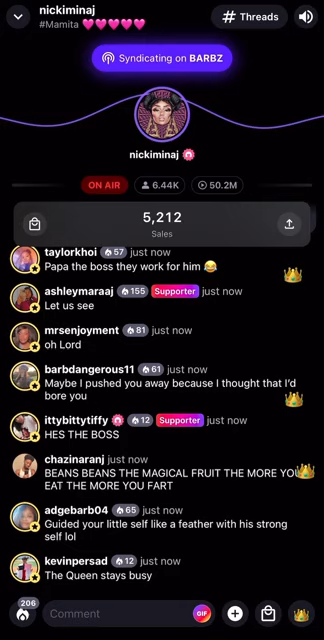 nickiminaj
#Mamita 💗💗💗💗💗
# Threads
Syndicating on BARBZ
nickiminaj
ON AIR
6.44K
50.2M
5,212
Sales
taylorkhoi 57 just now
Papa the boss they work for him 😂
ashleymaraaj 155 Supporter just now
Let us see
mrsenjoyment 81 just now
oh Lord
barbdangerous11 61 just now
Maybe I pushed you away because I thought that I'd
bore you
ittybittytiffy 12 Supporter just now
HES THE BOSS
chazinaranj just now
BEANS BEANS THE MAGICAL FRUIT THE MORE YOU
EAT THE MORE YOU FART
adgebarb04 65 just now
Guided your little self like a feather with his strong
self lol
kevinpersad 12 just now
The Queen stays busy
206
Comment
GIF